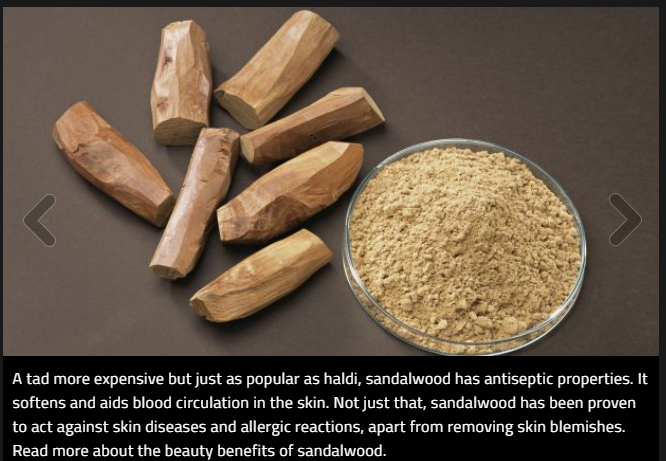 A tad more expensive but just as popular as haldi, sandalwood has antiseptic properties. It
softens and aids blood circulation in the skin. Not just that, sandalwood has been proven
to act against skin diseases and allergic reactions, apart from removing skin blemishes.
Read more about the beauty benefits of sandalwood.